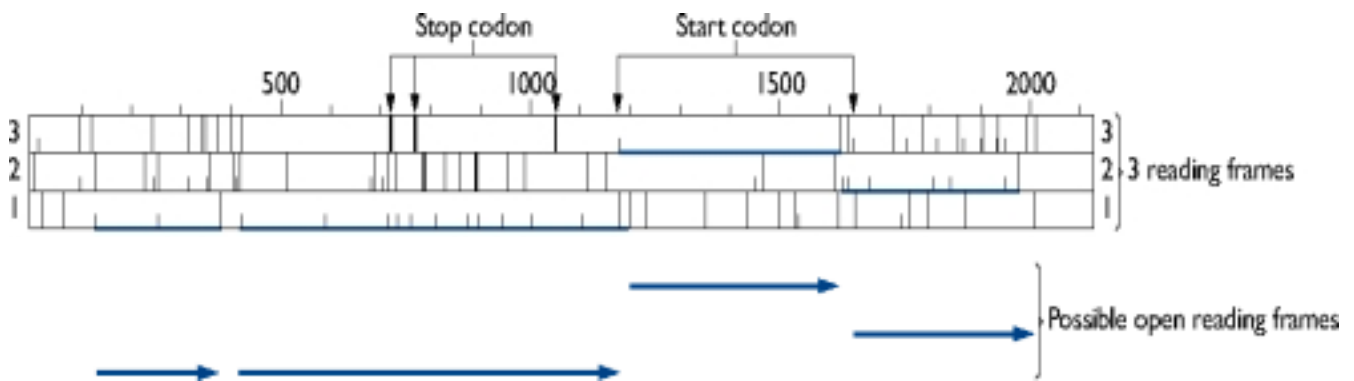 Stop codon Start codon
500 1000 1500 2000
3 3
2 2 3 reading frames
1 1
Possible open reading frames